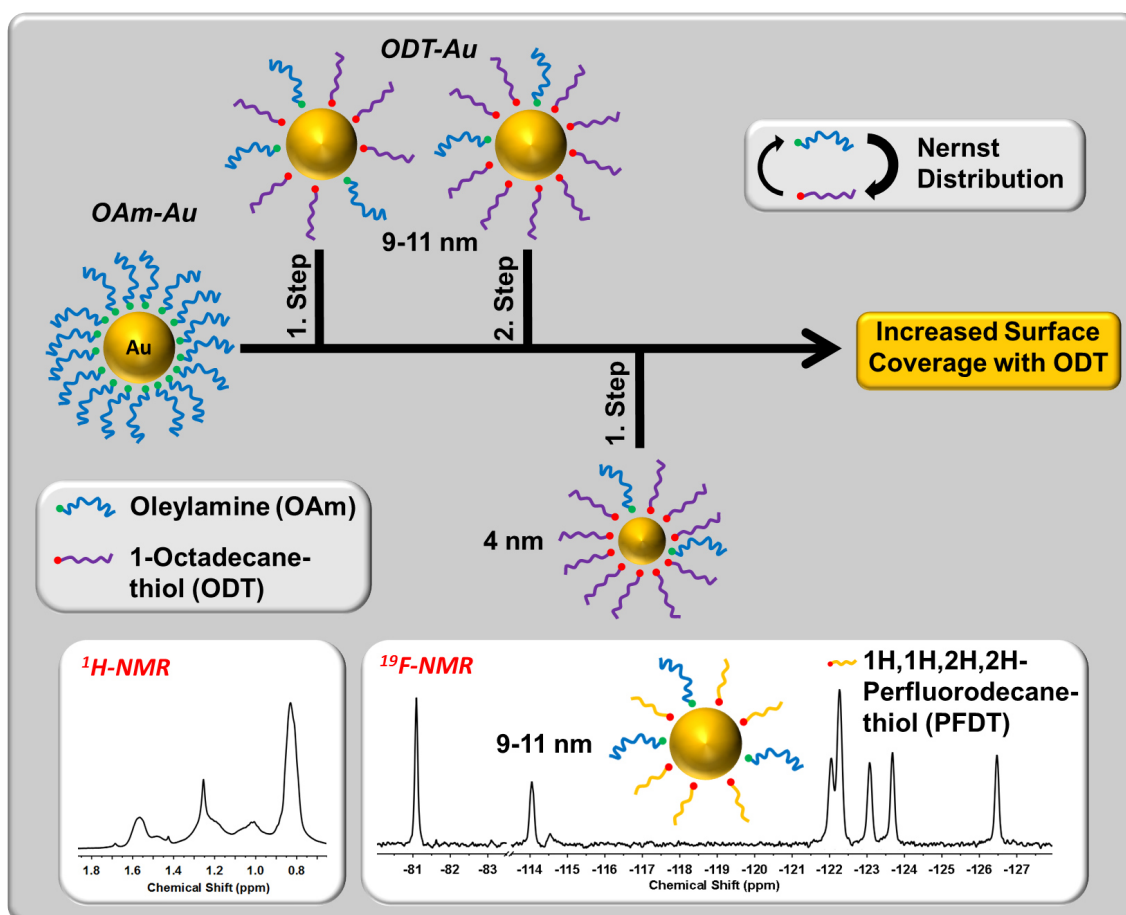 ODT-Au
Nernst
Distribution
OAm-Au
9-11 nm
1. Step
2. Step
Au
Increased Surface
Coverage with ODT
1. Step
Oleylamine (OAm)
1-Octadecane-
thiol (ODT)
4 nm
¹H-NMR
1.8 1.6 1.4 1.2 1.0 0.8
Chemical Shift (ppm)
¹⁹F-NMR
1H,1H,2H,2H-
Perfluorodecane-
thiol (PFDT)
9-11 nm
-81 -82 -83 -114 -115 -116 -117 -118 -119 -120 -121 -122 -123 -124 -125 -126 -127
Chemical Shift (ppm)